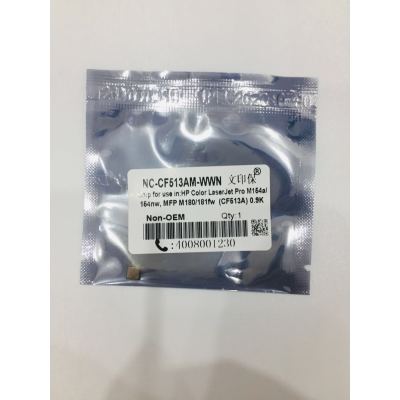 NC-CF513AM-WWN 文印保®
Chip for use in:HP Color LaserJet Pro M154a/
154nw, MFP M180/181fw (CF513A) 0.9K
Non-OEM Qty:1
:4008001230